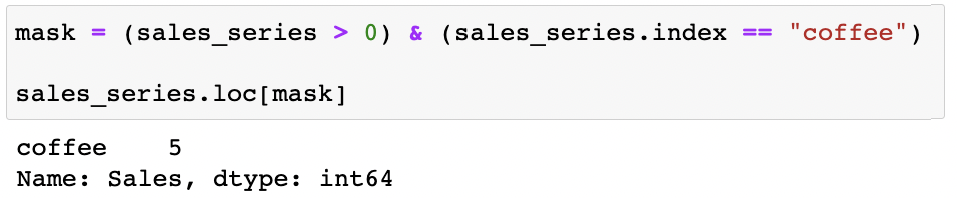 mask = (sales_series > 0) & (sales_series.index == "coffee")
sales_series.loc[mask]
coffee    5
Name: Sales, dtype: int64